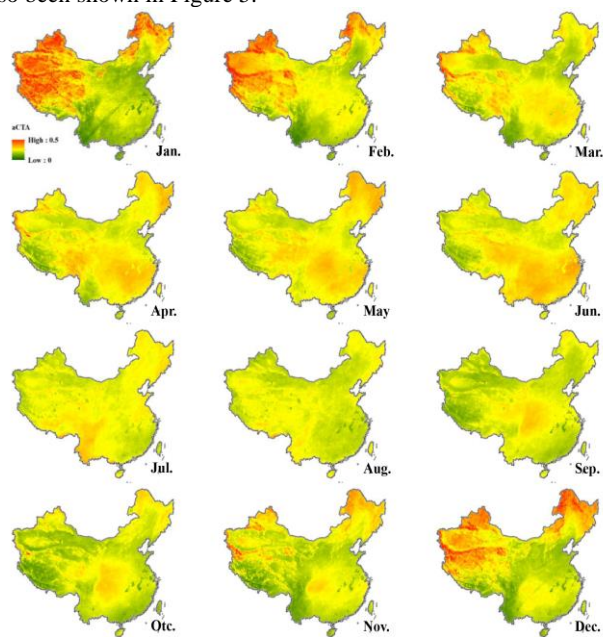 so been shown in Figure 5.
aCTA
High : 0.5
Low : 0
Jan.
Feb.
Mar.
Apr.
May
Jun.
Jul.
Aug.
Sep.
Otc.
Nov.
Dec.